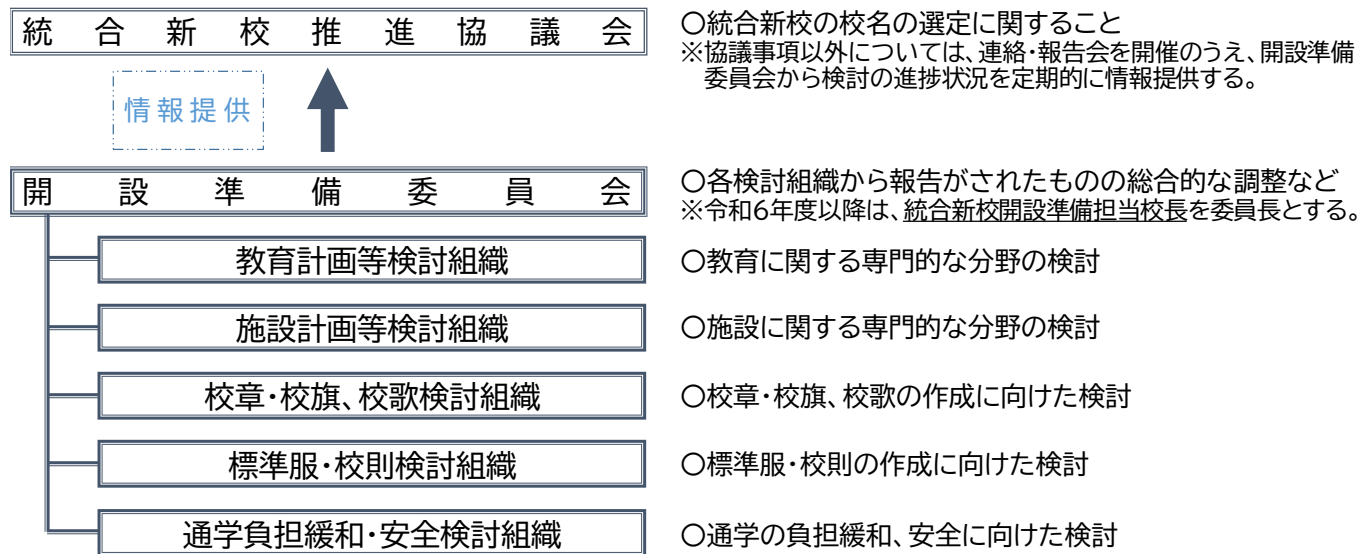 統合新校推進協議会
○統合新校の校名の選定に関すること
※協議事項以外については、連絡・報告会を開催のうえ、開設準備
委員会から検討の進捗状況を定期的に情報提供する。
情報提供
開設準備委員会
○各検討組織から報告がされたものの総合的な調整など
※令和6年度以降は、統合新校開設準備担当校長を委員長とする。
教育計画等検討組織
○教育に関する専門的な分野の検討
施設計画等検討組織
○施設に関する専門的な分野の検討
校章・校旗、校歌検討組織
○校章・校旗、校歌の作成に向けた検討
標準服・校則検討組織
○標準服・校則の作成に向けた検討
通学負担緩和・安全検討組織
○通学の負担緩和、安全に向けた検討